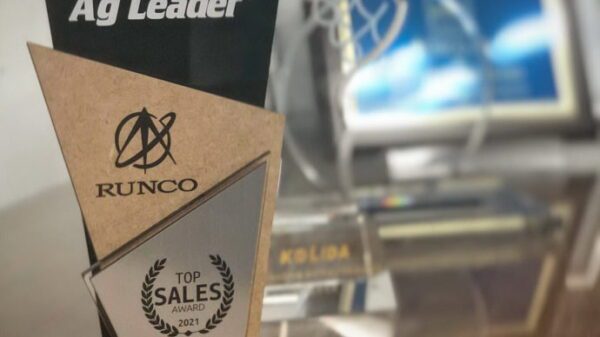 Ag Leader
RUNCO
TOP
SALES
AWARD
2021
KOLIDA